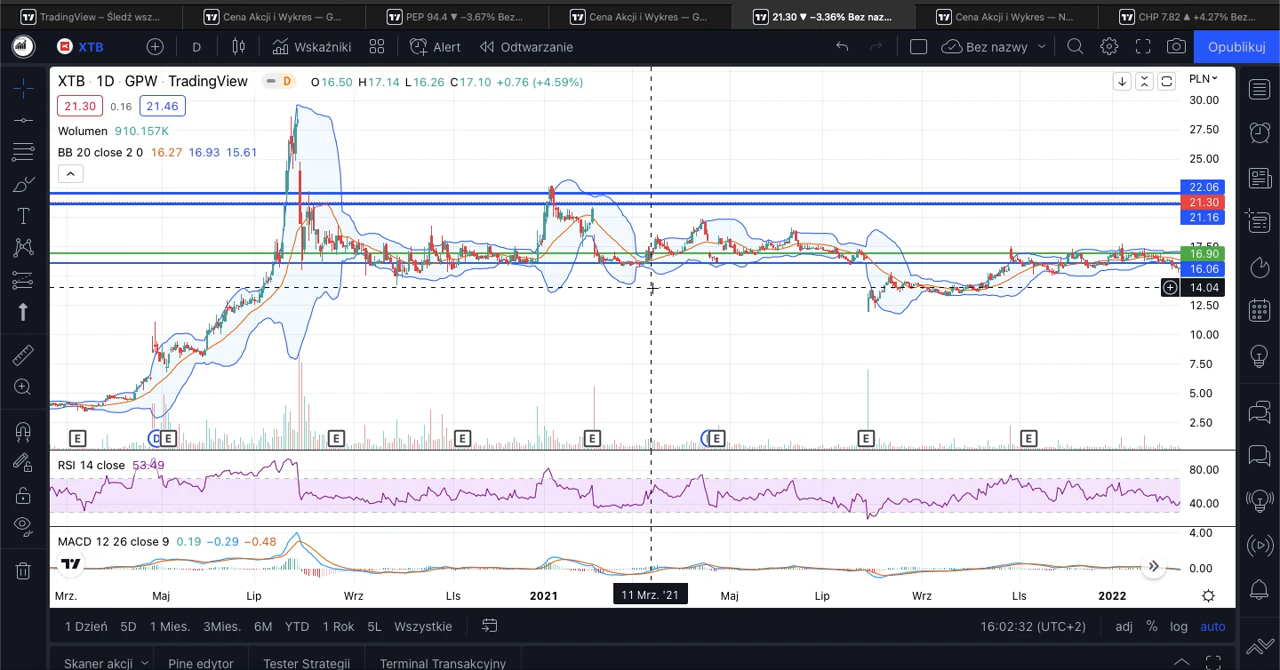 TradingView – Śledź wsz...
Cena Akcji i Wykres — G...
PEP 94.4 ▼ −3.67% Bez...
Cena Akcji i Wykres — G...
21.30 ▼ −3.36% Bez naz...
Cena Akcji i Wykres — N...
CHP 7.82 ▲ +4.27% Bez...
XTB
D
Wskaźniki
Alert
Odtwarzanie
Bez nazwy
Opublikuj
XTB · 1D · GPW · TradingView
D
O16.50 H17.14 L16.26 C17.10 +0.76 (+4.59%)
PLN
21.30
0.16
21.46
Wolumen 910.157K
BB 20 close 2 0 16.27 16.93 15.61
30.00
27.50
25.00
22.06
21.30
21.16
17.50
16.90
16.06
14.04
12.50
10.00
7.50
5.00
2.50
E
D
E
E
E
E
E
E
E
RSI 14 close 53.49
80.00
40.00
MACD 12 26 close 9 0.19 −0.29 −0.48
4.00
0.00
Mrz.
Maj
Lip
Wrz
LIs
2021
11 Mrz. '21
Maj
Lip
Wrz
LIs
2022
1 Dzień
5D
1 Mies.
3Mies.
6M
YTD
1 Rok
5L
Wszystkie
16:02:32 (UTC+2)
adj
%
log
auto
Skaner akcji
Pine edytor
Tester Strategii
Terminal Transakcyjny